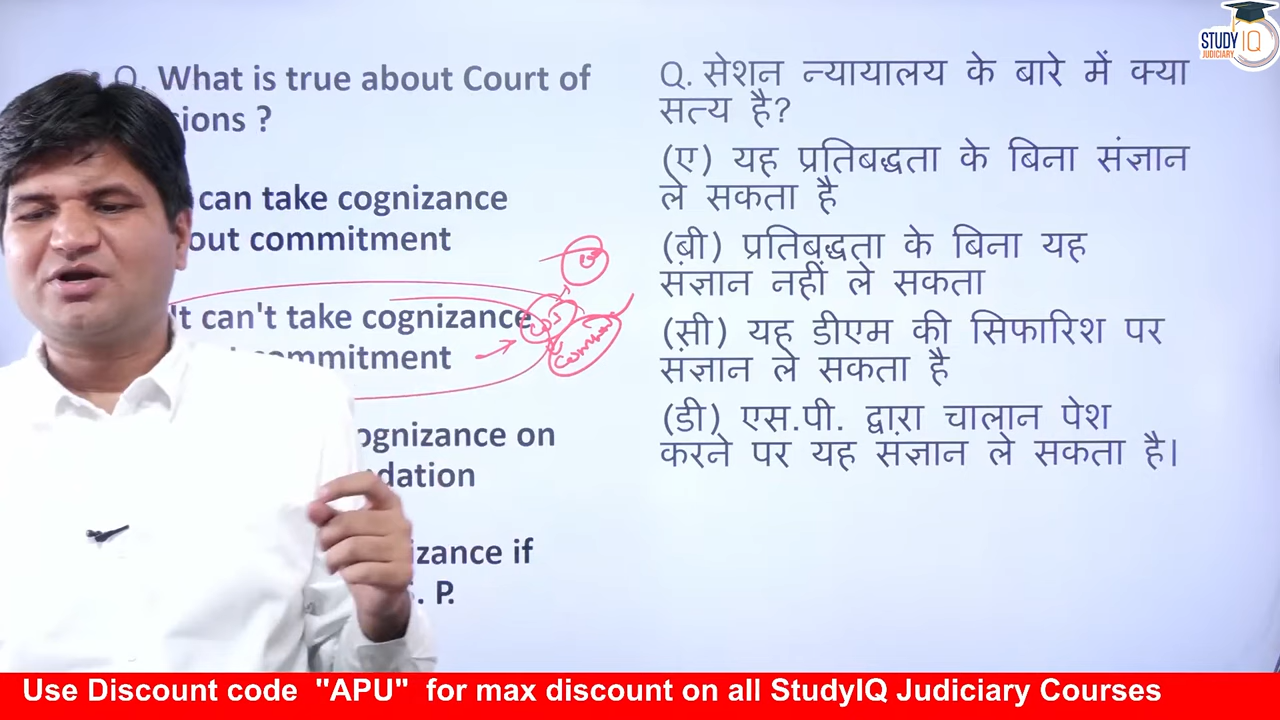 Q. What is true about Court of
sions ?
can take cognizance
out commitment
It can't take cognizance
commitment
ognizance on
dation
izance if
. P.
Q. सेशन न्यायालय के बारे में क्या
सत्य है?
(ए) यह प्रतिबद्धता के बिना संज्ञान
ले सकता है
(बी) प्रतिबद्धता के बिना यह
संज्ञान नहीं ले सकता
(सी) यह डीएम की सिफारिश पर
संज्ञान ले सकता है
(डी) एस.पी. द्वारा चालान पेश
करने पर यह संज्ञान ले सकता है।
STUDY IQ
JUDICIARY
Use Discount code "APU" for max discount on all StudyIQ Judiciary Courses